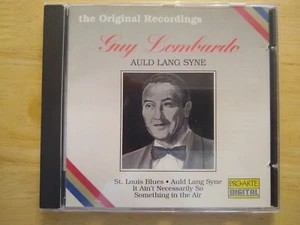 the Original Recordings
Guy Lombardo
AULD LANG SYNE
St. Louis Blues • Auld Lang Syne
It Ain't Necessarily So
Something in the Air
PRO ARTE
DIGITAL